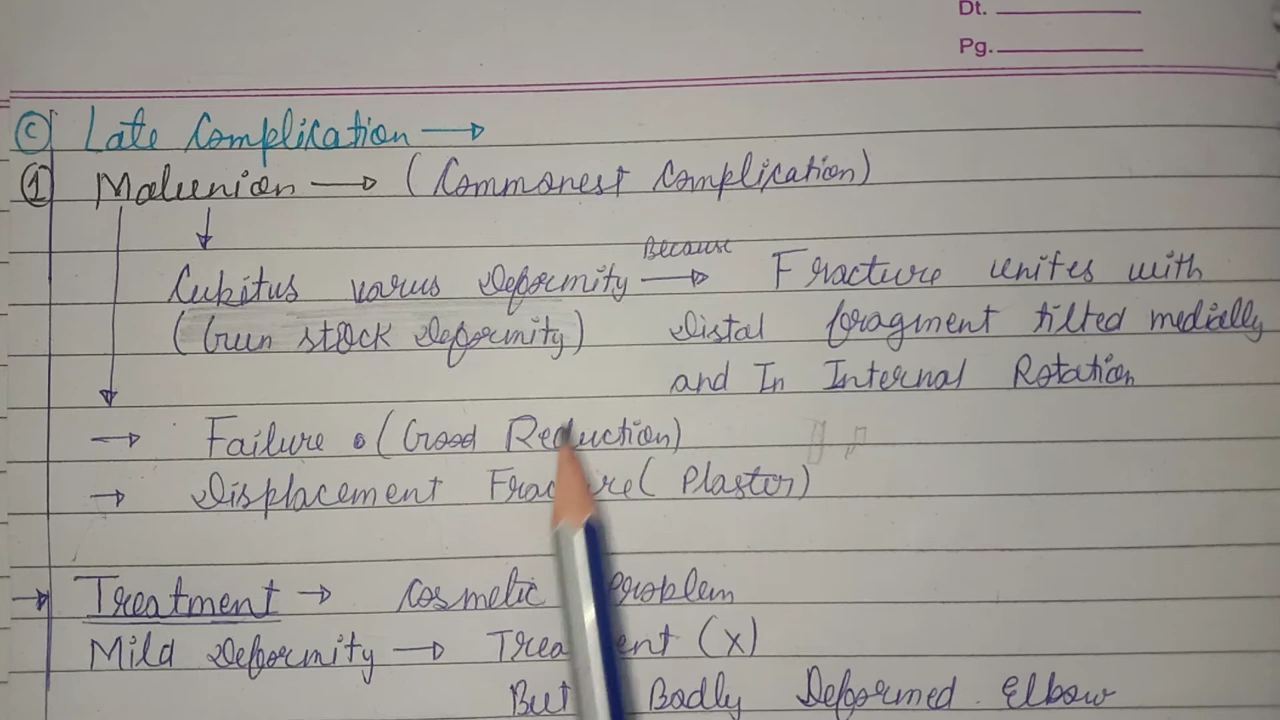 Dt.
Pg.
C Late Complication →
1 Malunion → (Commonest Complication)
Because
Cubitus varus Deformity → Fracture unites with
(Gun stock Deformity) Distal fragment tilted medially
and In Internal Rotation
→ Failure (Good Reduction)
→ Displacement Fracture (Plaster)
→ Treatment → Cosmetic Problem
Mild Deformity → Treatment (X)
But Badly Deformed Elbow